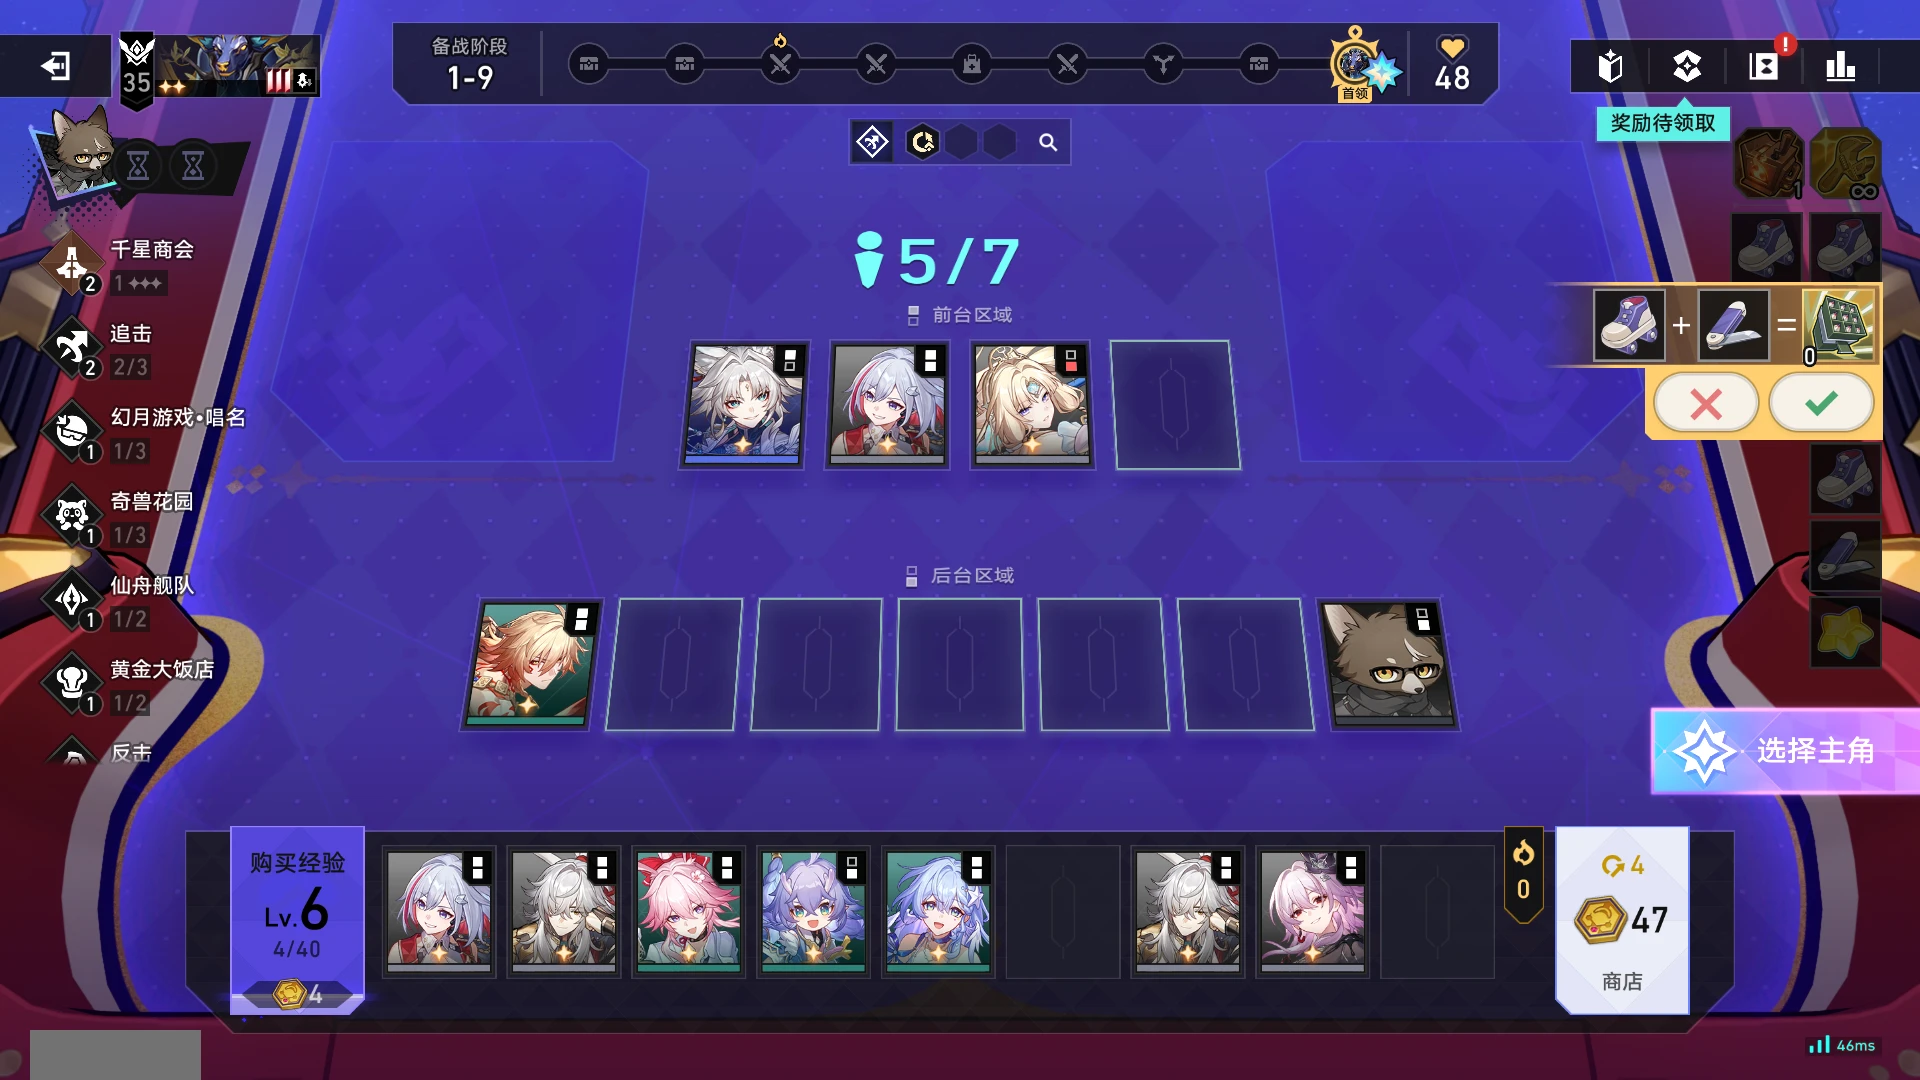 35
备战阶段
1-9
首领
48
奖励待领取
1
∞
5/7
前台区域
千星商会
2
1
追击
2
2/3
幻月游戏•唱名
1
1/3
奇兽花园
1
1/3
仙舟舰队
1
1/2
黄金大饭店
1
1/2
反击
+
=
0
后台区域
选择主角
购买经验
Lv.6
4/40
4
0
4
47
商店
46ms